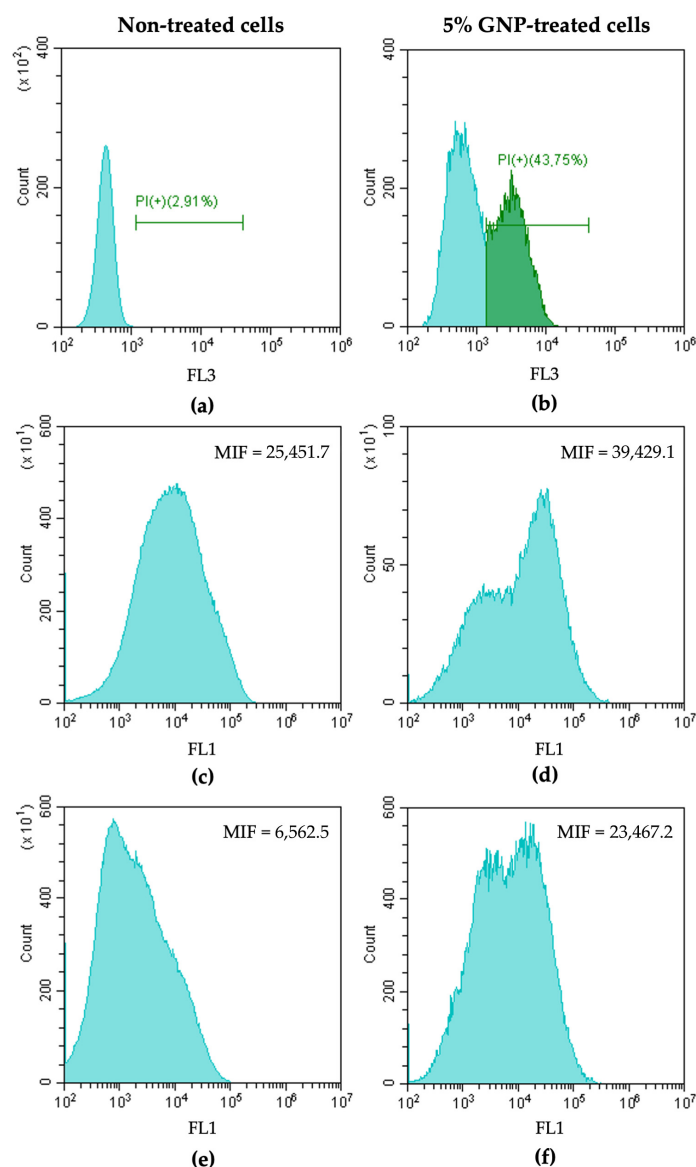 Non-treated cells
5% GNP-treated cells
(x 10²)
Count
0 200 400
PI(+)(2,91%)
10² 10³ 10⁴ 10⁵ 10⁶
FL3
(a)
Count
0 100 200 300 400
PI(+)(43,75%)
10² 10³ 10⁴ 10⁵ 10⁶
FL3
(b)
(x 10¹)
Count
0 200 400 600
MIF = 25,451.7
10² 10³ 10⁴ 10⁵ 10⁶ 10⁷
FL1
(c)
(x 10¹)
Count
0 50 100
MIF = 39,429.1
10² 10³ 10⁴ 10⁵ 10⁶ 10⁷
FL1
(d)
(x 10¹)
Count
0 200 400 600
MIF = 6,562.5
10² 10³ 10⁴ 10⁵ 10⁶ 10⁷
FL1
(e)
Count
0 200 400 600
MIF = 23,467.2
10² 10³ 10⁴ 10⁵ 10⁶ 10⁷
FL1
(f)